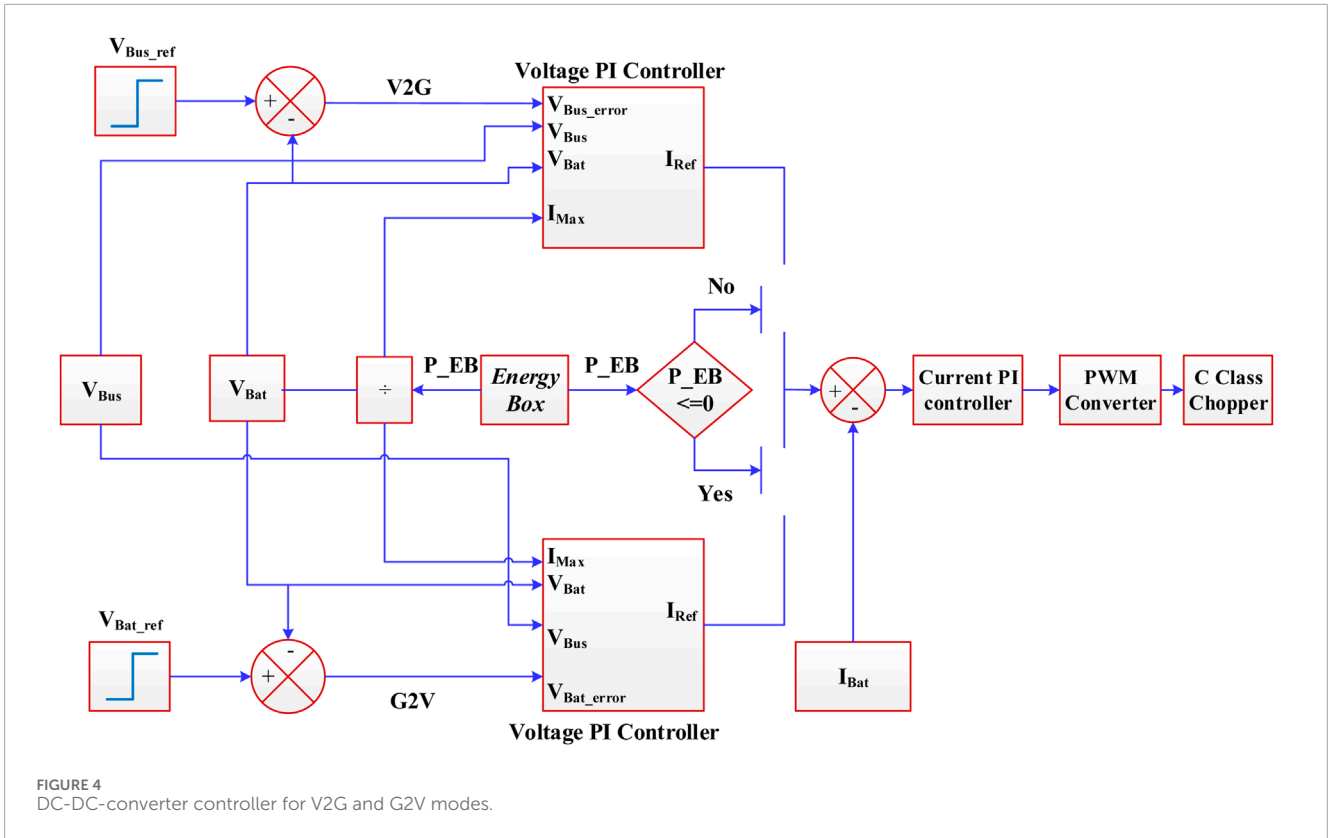 V_Bus_ref
Voltage PI Controller
V2G
+
-
V_Bus_error
V_Bus
V_Bat
I_Ref
I_Max
No
P_EB
P_EB
V_Bus
V_Bat
÷
Energy
Box
P_EB
<=0
+
-
Current PI
controller
PWM
Converter
C Class
Chopper
Yes
I_Max
V_Bat
I_Ref
V_Bus
V_Bat_error
V_Bat_ref
-
+
G2V
I_Bat
Voltage PI Controller
FIGURE 4
DC-DC-converter controller for V2G and G2V modes.